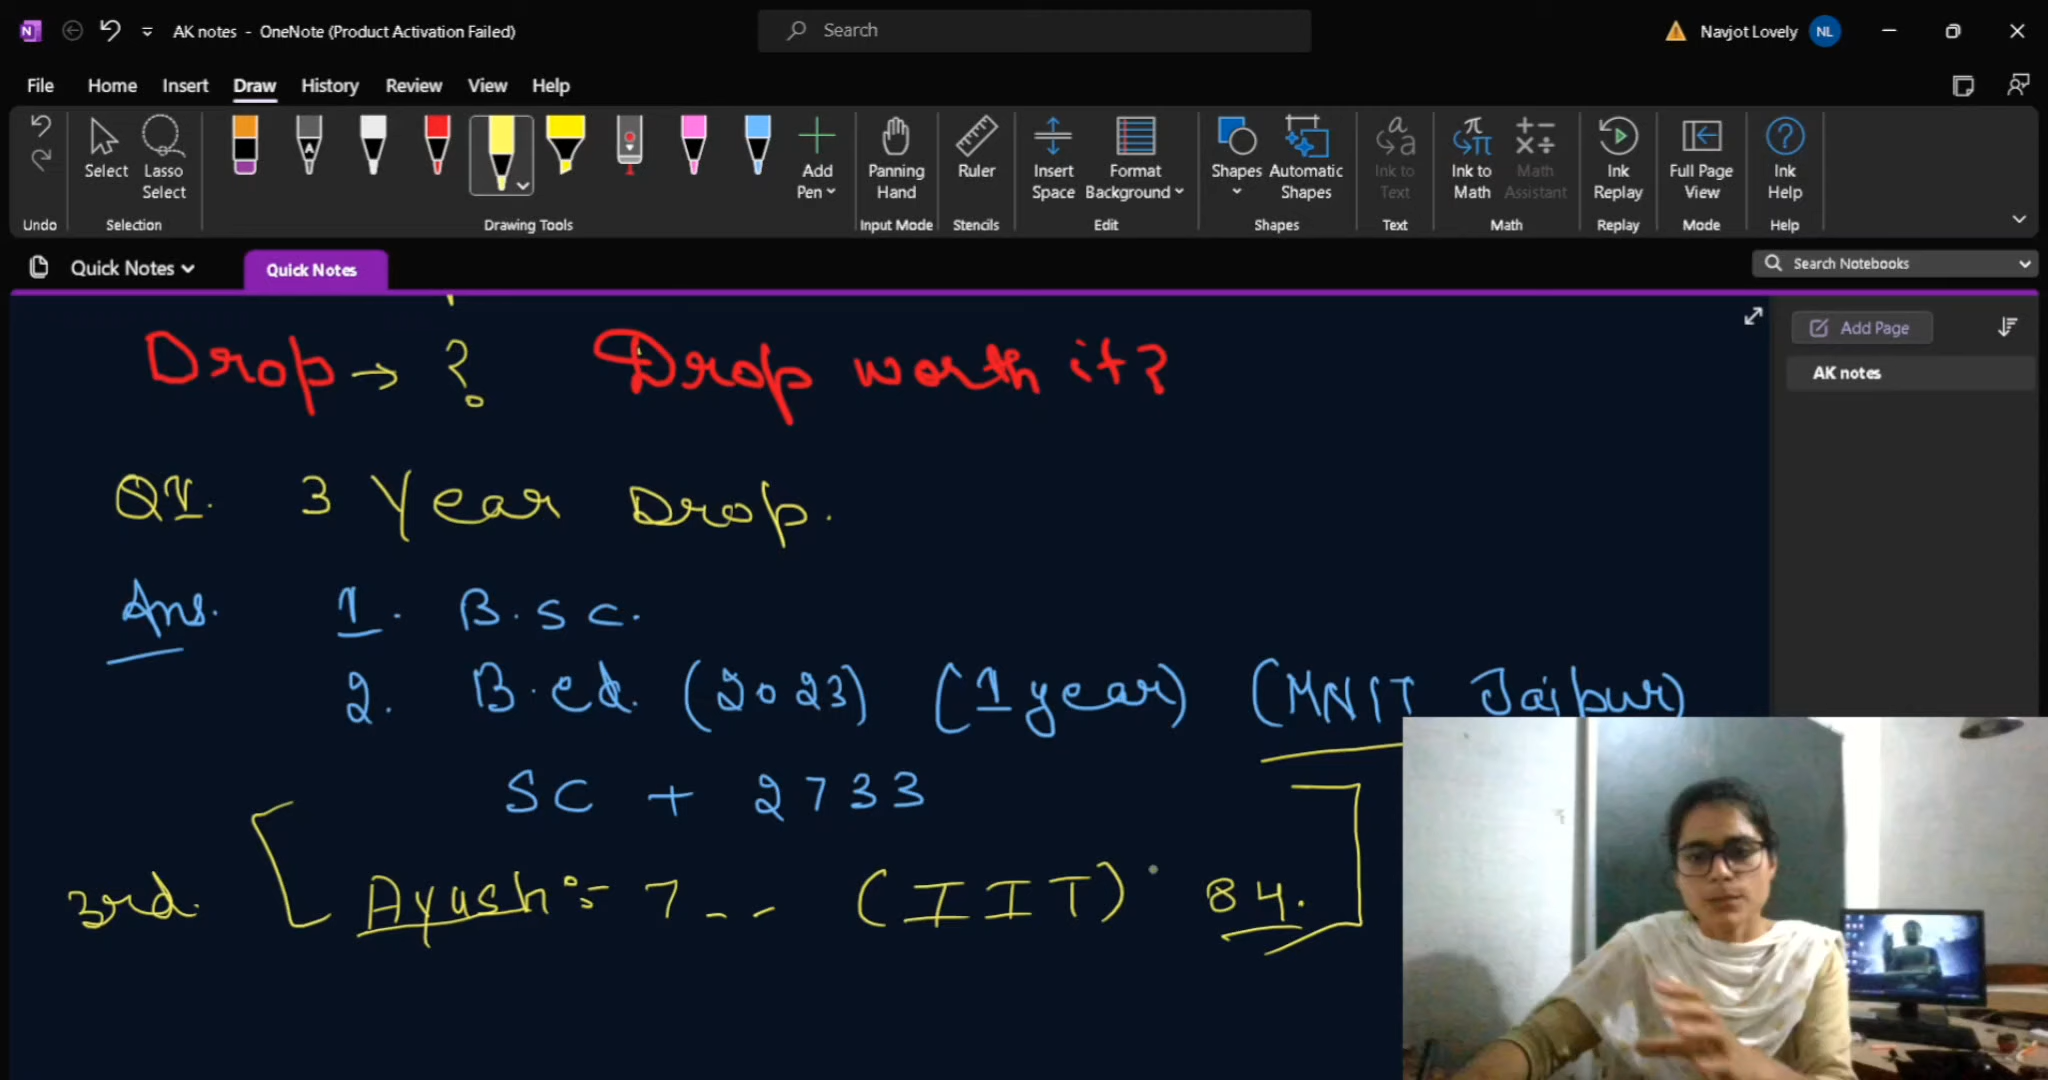 AK notes - OneNote (Product Activation Failed)
Search
Navjot Lovely NL
File Home Insert Draw History Review View Help
Select
Lasso Select
Add Pen
Panning Hand
Ruler
Insert Space
Format Background
Shapes
Automatic Shapes
Ink to Text
Ink to Math
Math Assistant
Ink Replay
Full Page View
Ink Help
Undo Selection Drawing Tools Input Mode Stencils Edit Shapes Text Math Replay Mode Help
Quick Notes Quick Notes Search Notebooks
Add Page
AK notes
Drop → ? Drop worth it?
Q1. 3 Year Drop.
Ans. 1. B.sc.
2. B.ed. (2023) (1 year) (MNIT Jaipur)
SC + 2733
3rd. [ Ayush :- 7 -- (IIT) 84. ]